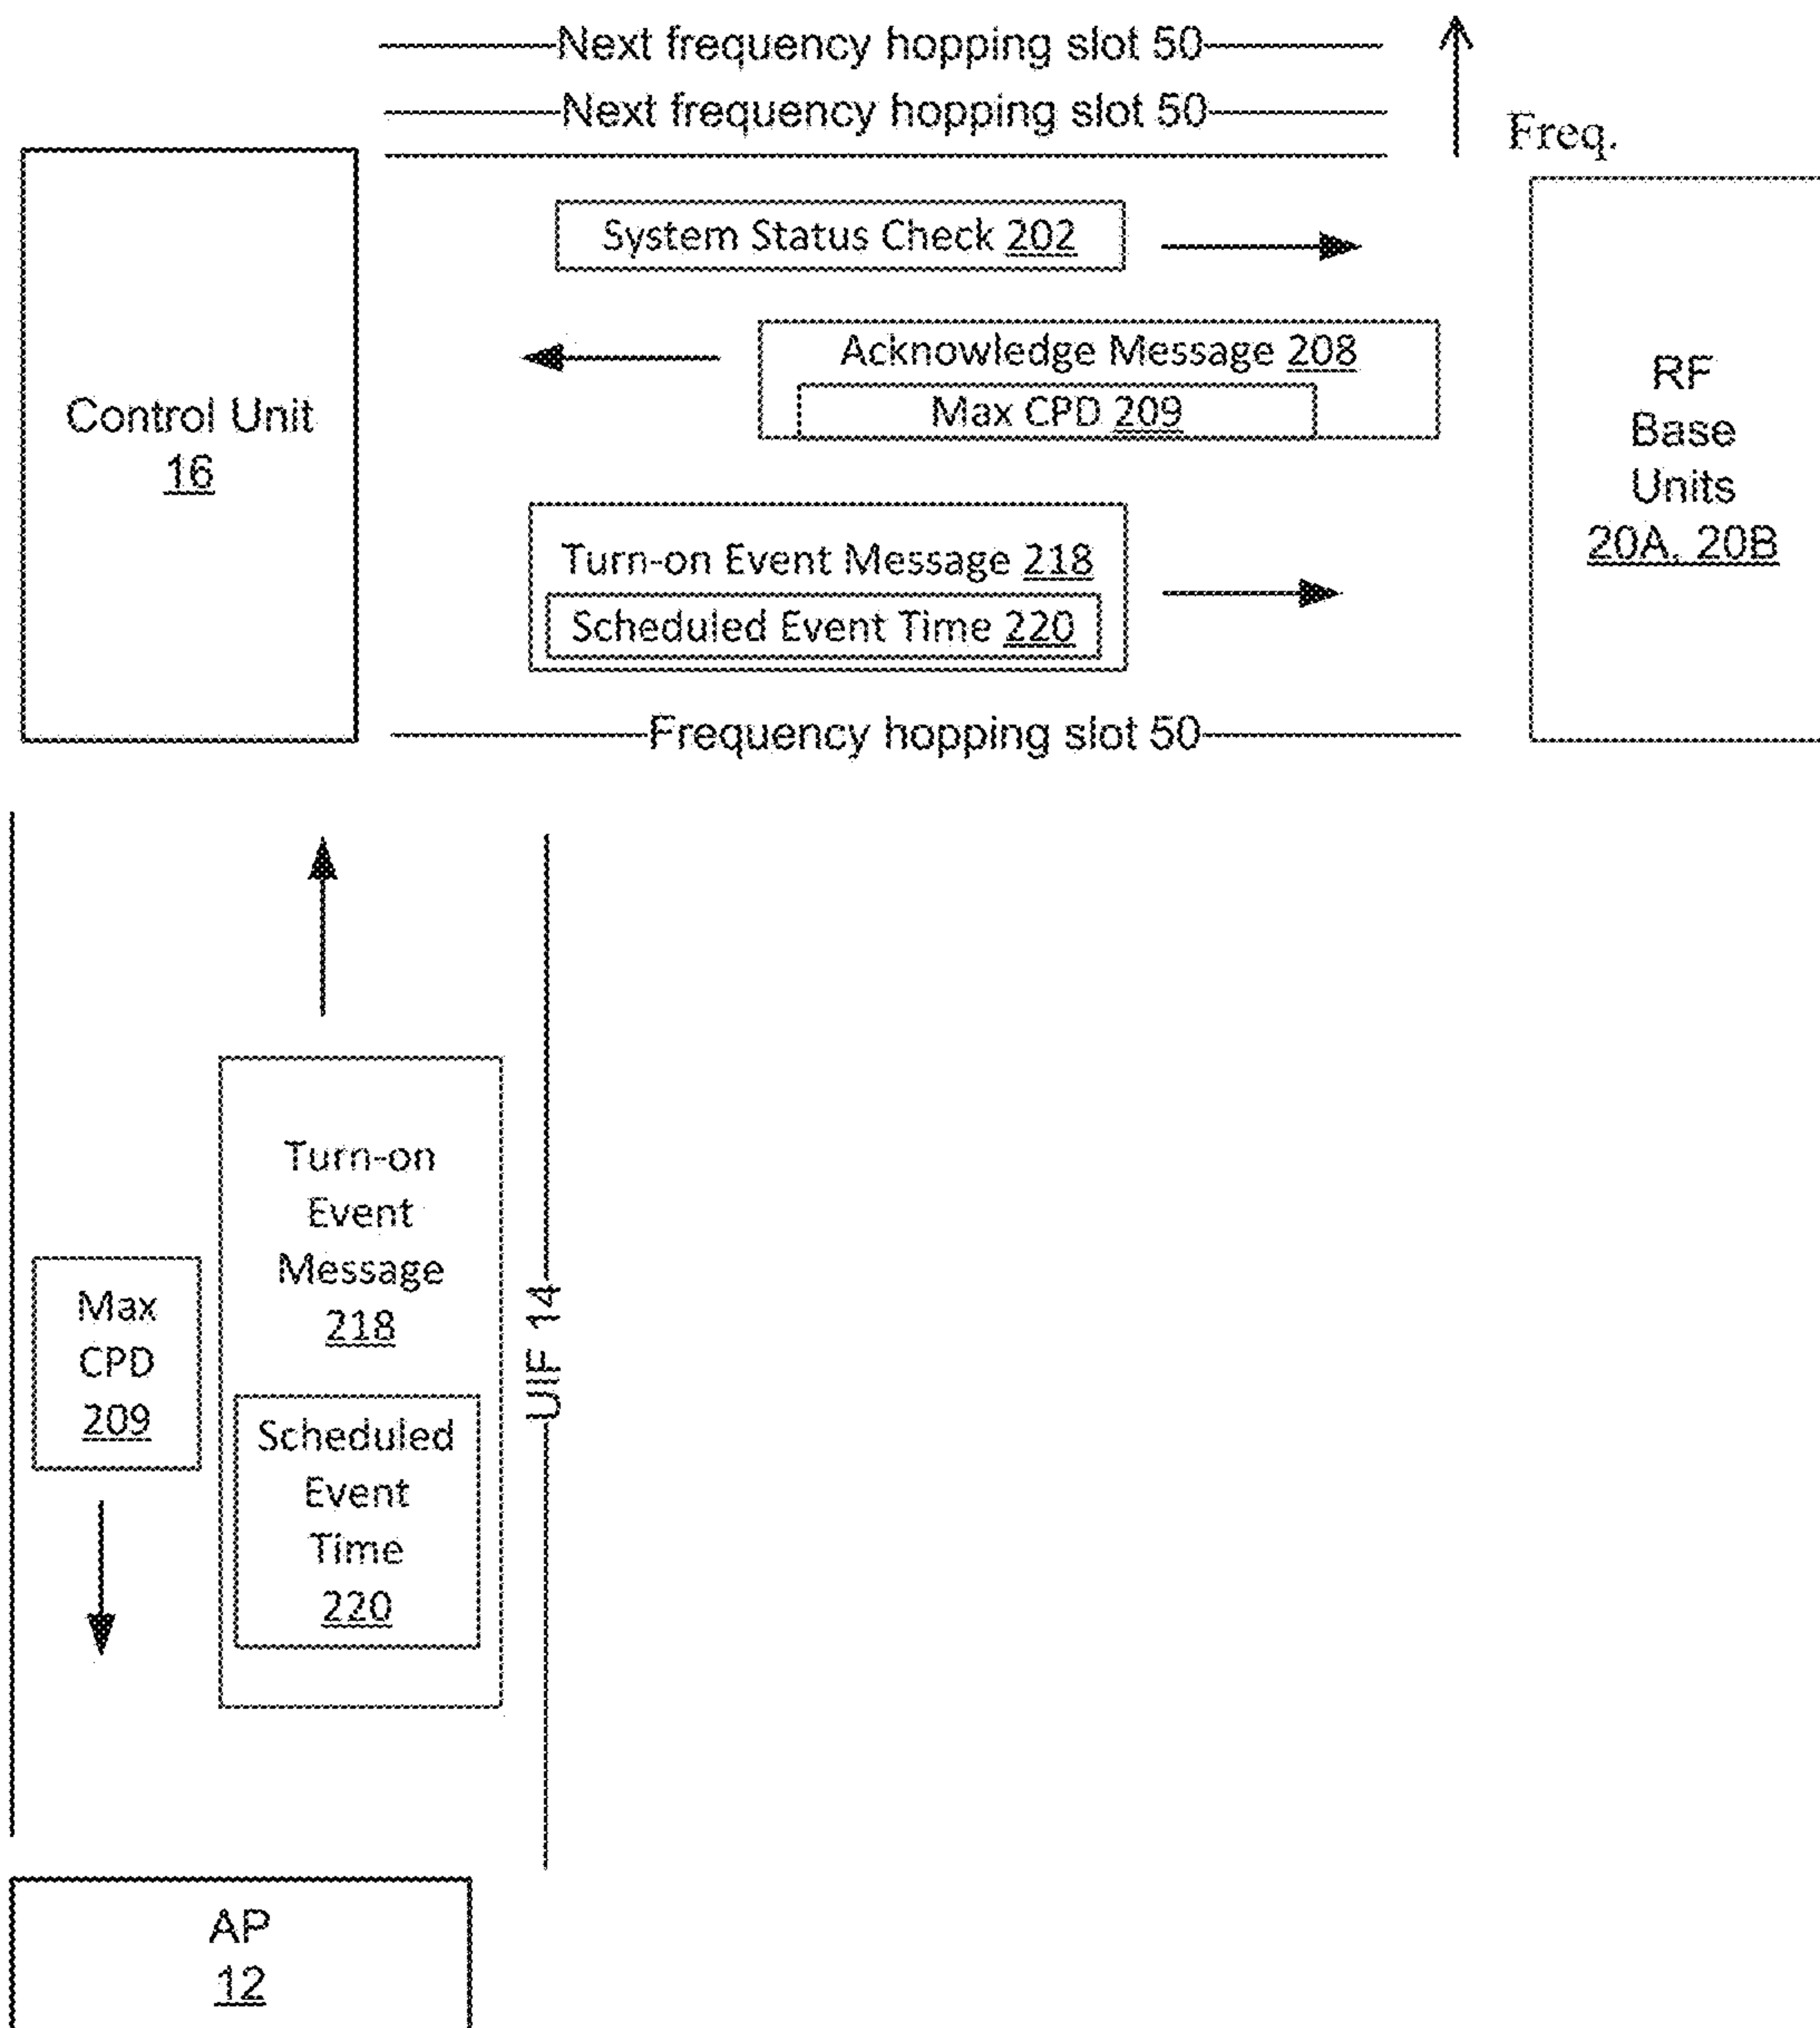 Next frequency hopping slot 50
Next frequency hopping slot 50
Freq.
System Status Check 202
Acknowledge Message 208
Max CPD 209
Control Unit
16
RF
Base
Units
20A, 20B
Turn-on Event Message 218
Scheduled Event Time 220
Frequency hopping slot 50
Turn-on
Event
Message
218
Max
CPD
209
Scheduled
Event
Time
220
UIF 14
AP
12